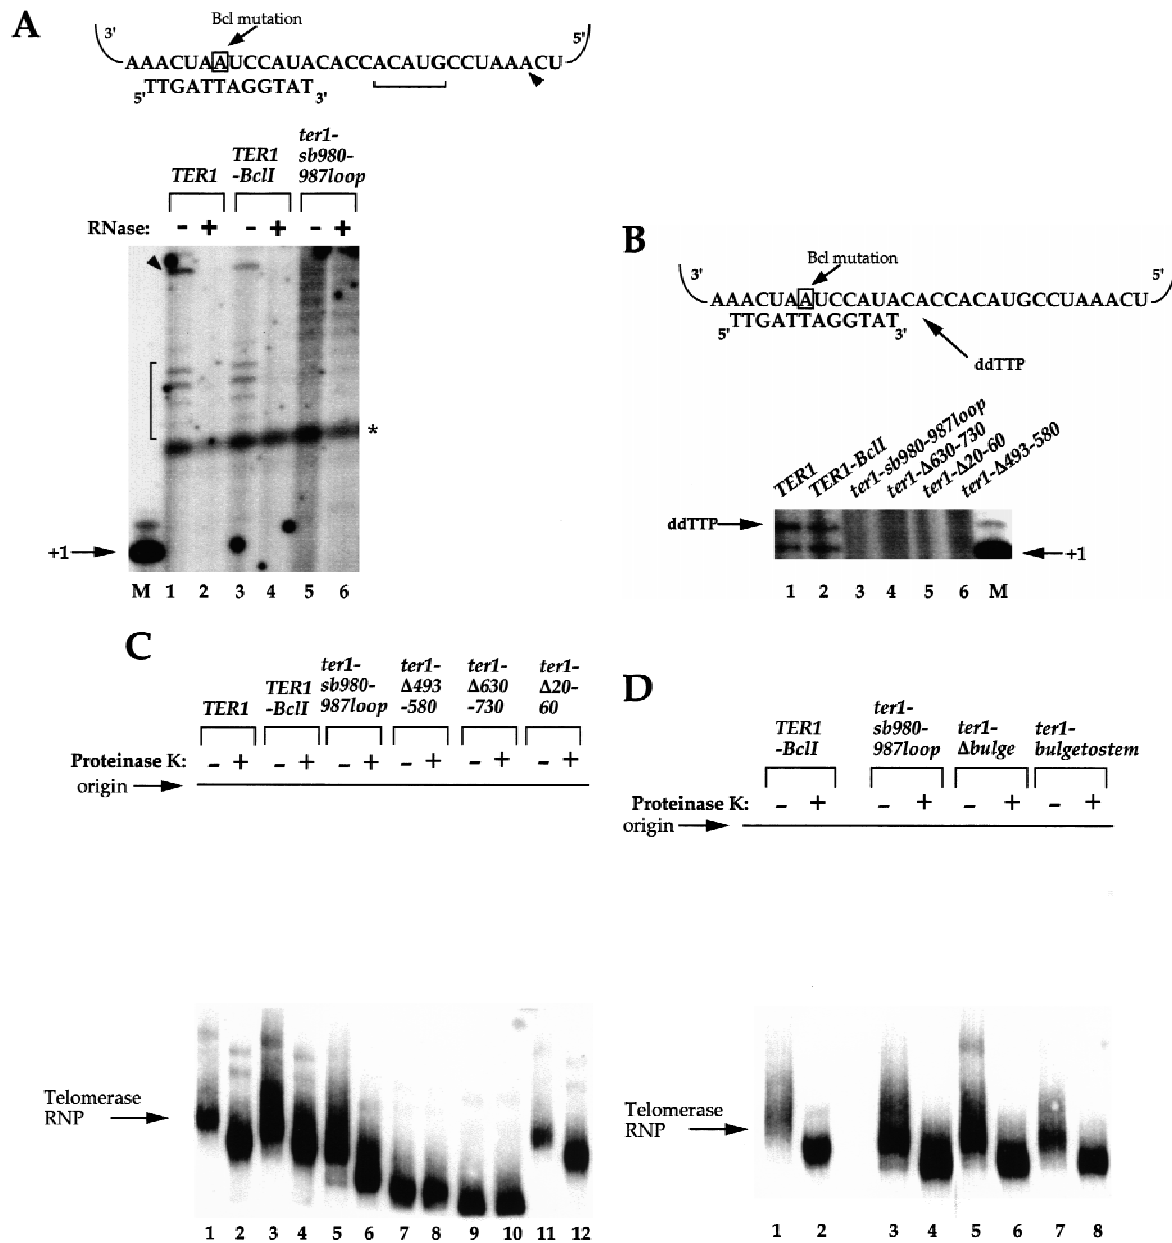 A
Bcl mutation
3'
5'
AAACUAAUCCAUACACCACAUGCCUAAACU
TTGATTAGGTAT
5'
3'
TER1
TER1
-BclI
ter1-
sb980-
987loop
RNase: - + - + - +
*
+1
M 1 2 3 4 5 6
B
Bcl mutation
3'
5'
AAACUAAUCCAUACACCACAUGCCUAAACU
TTGATTAGGTAT
5'
3'
ddTTP
TER1
TER1-BclI
ter1-sb980-987loop
ter1-Δ630-730
ter1-Δ20-60
ter1-Δ493-580
ddTTP
+1
1 2 3 4 5 6 M
C
TER1
TER1
-BclI
ter1-
sb980-
987loop
ter1-
Δ493
-580
ter1-
Δ630
-730
ter1-
Δ20-
60
Proteinase K: - + - + - + - + - + - +
origin
Telomerase
RNP
1 2 3 4 5 6 7 8 9 10 11 12
D
TER1
-BclI
ter1-
sb980-
987loop
ter1-
Δbulge
ter1-
bulgetostem
Proteinase K: - + - + - + - +
origin
Telomerase
RNP
1 2 3 4 5 6 7 8